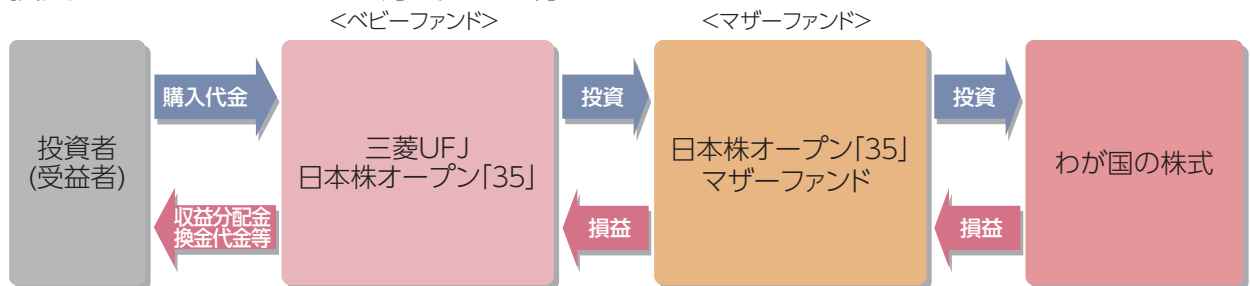 <ベビーファンド>
<マザーファンド>
購入代金
投資
投資
投資者
(受益者)
三菱UFJ
日本株オープン「35」
日本株オープン「35」
マザーファンド
わが国の株式
収益分配金
換金代金等
損益
損益